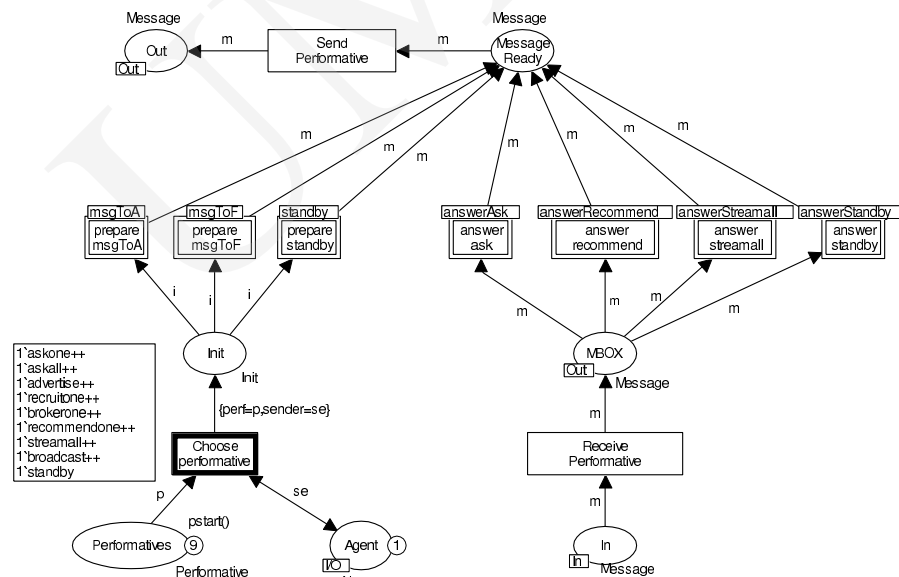 Message
Message
Out
Out
m
Send
Performative
m
Message
Ready
m
m
m
m
m
m
m
msgToA
prepare
msgToA
msgToF
prepare
msgToF
standby
prepare
standby
answerAsk
answer
ask
answerRecommend
answer
recommend
answerStreamall
answer
streamall
answerStandby
answer
standby
i
i
i
m
m
m
m
Init
Init
MBOX
Out
Message
1`askone++
1`askall++
1`advertise++
1`recruitone++
1`brokerone++
1`recommendone++
1`streamall++
1`broadcast++
1`standby
{perf=p,sender=se}
m
Choose
performative
Receive
Performative
p
se
m
pstart()
Performatives
9
Performative
Agent
1
I/O
In
In
Message